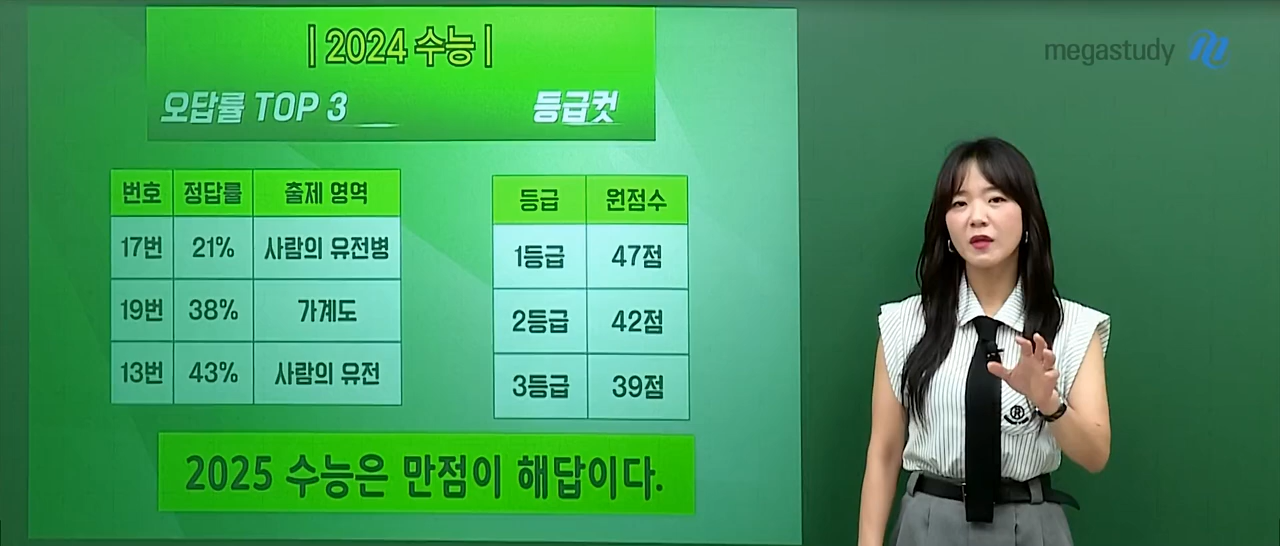 | 2024 수능 |
오답률 TOP 3 등급컷
번호 정답률 출제 영역
17번 21% 사람의 유전병
19번 38% 가계도
13번 43% 사람의 유전
등급 원점수
1등급 47점
2등급 42점
3등급 39점
2025 수능은 만점이 해답이다.
megastudy